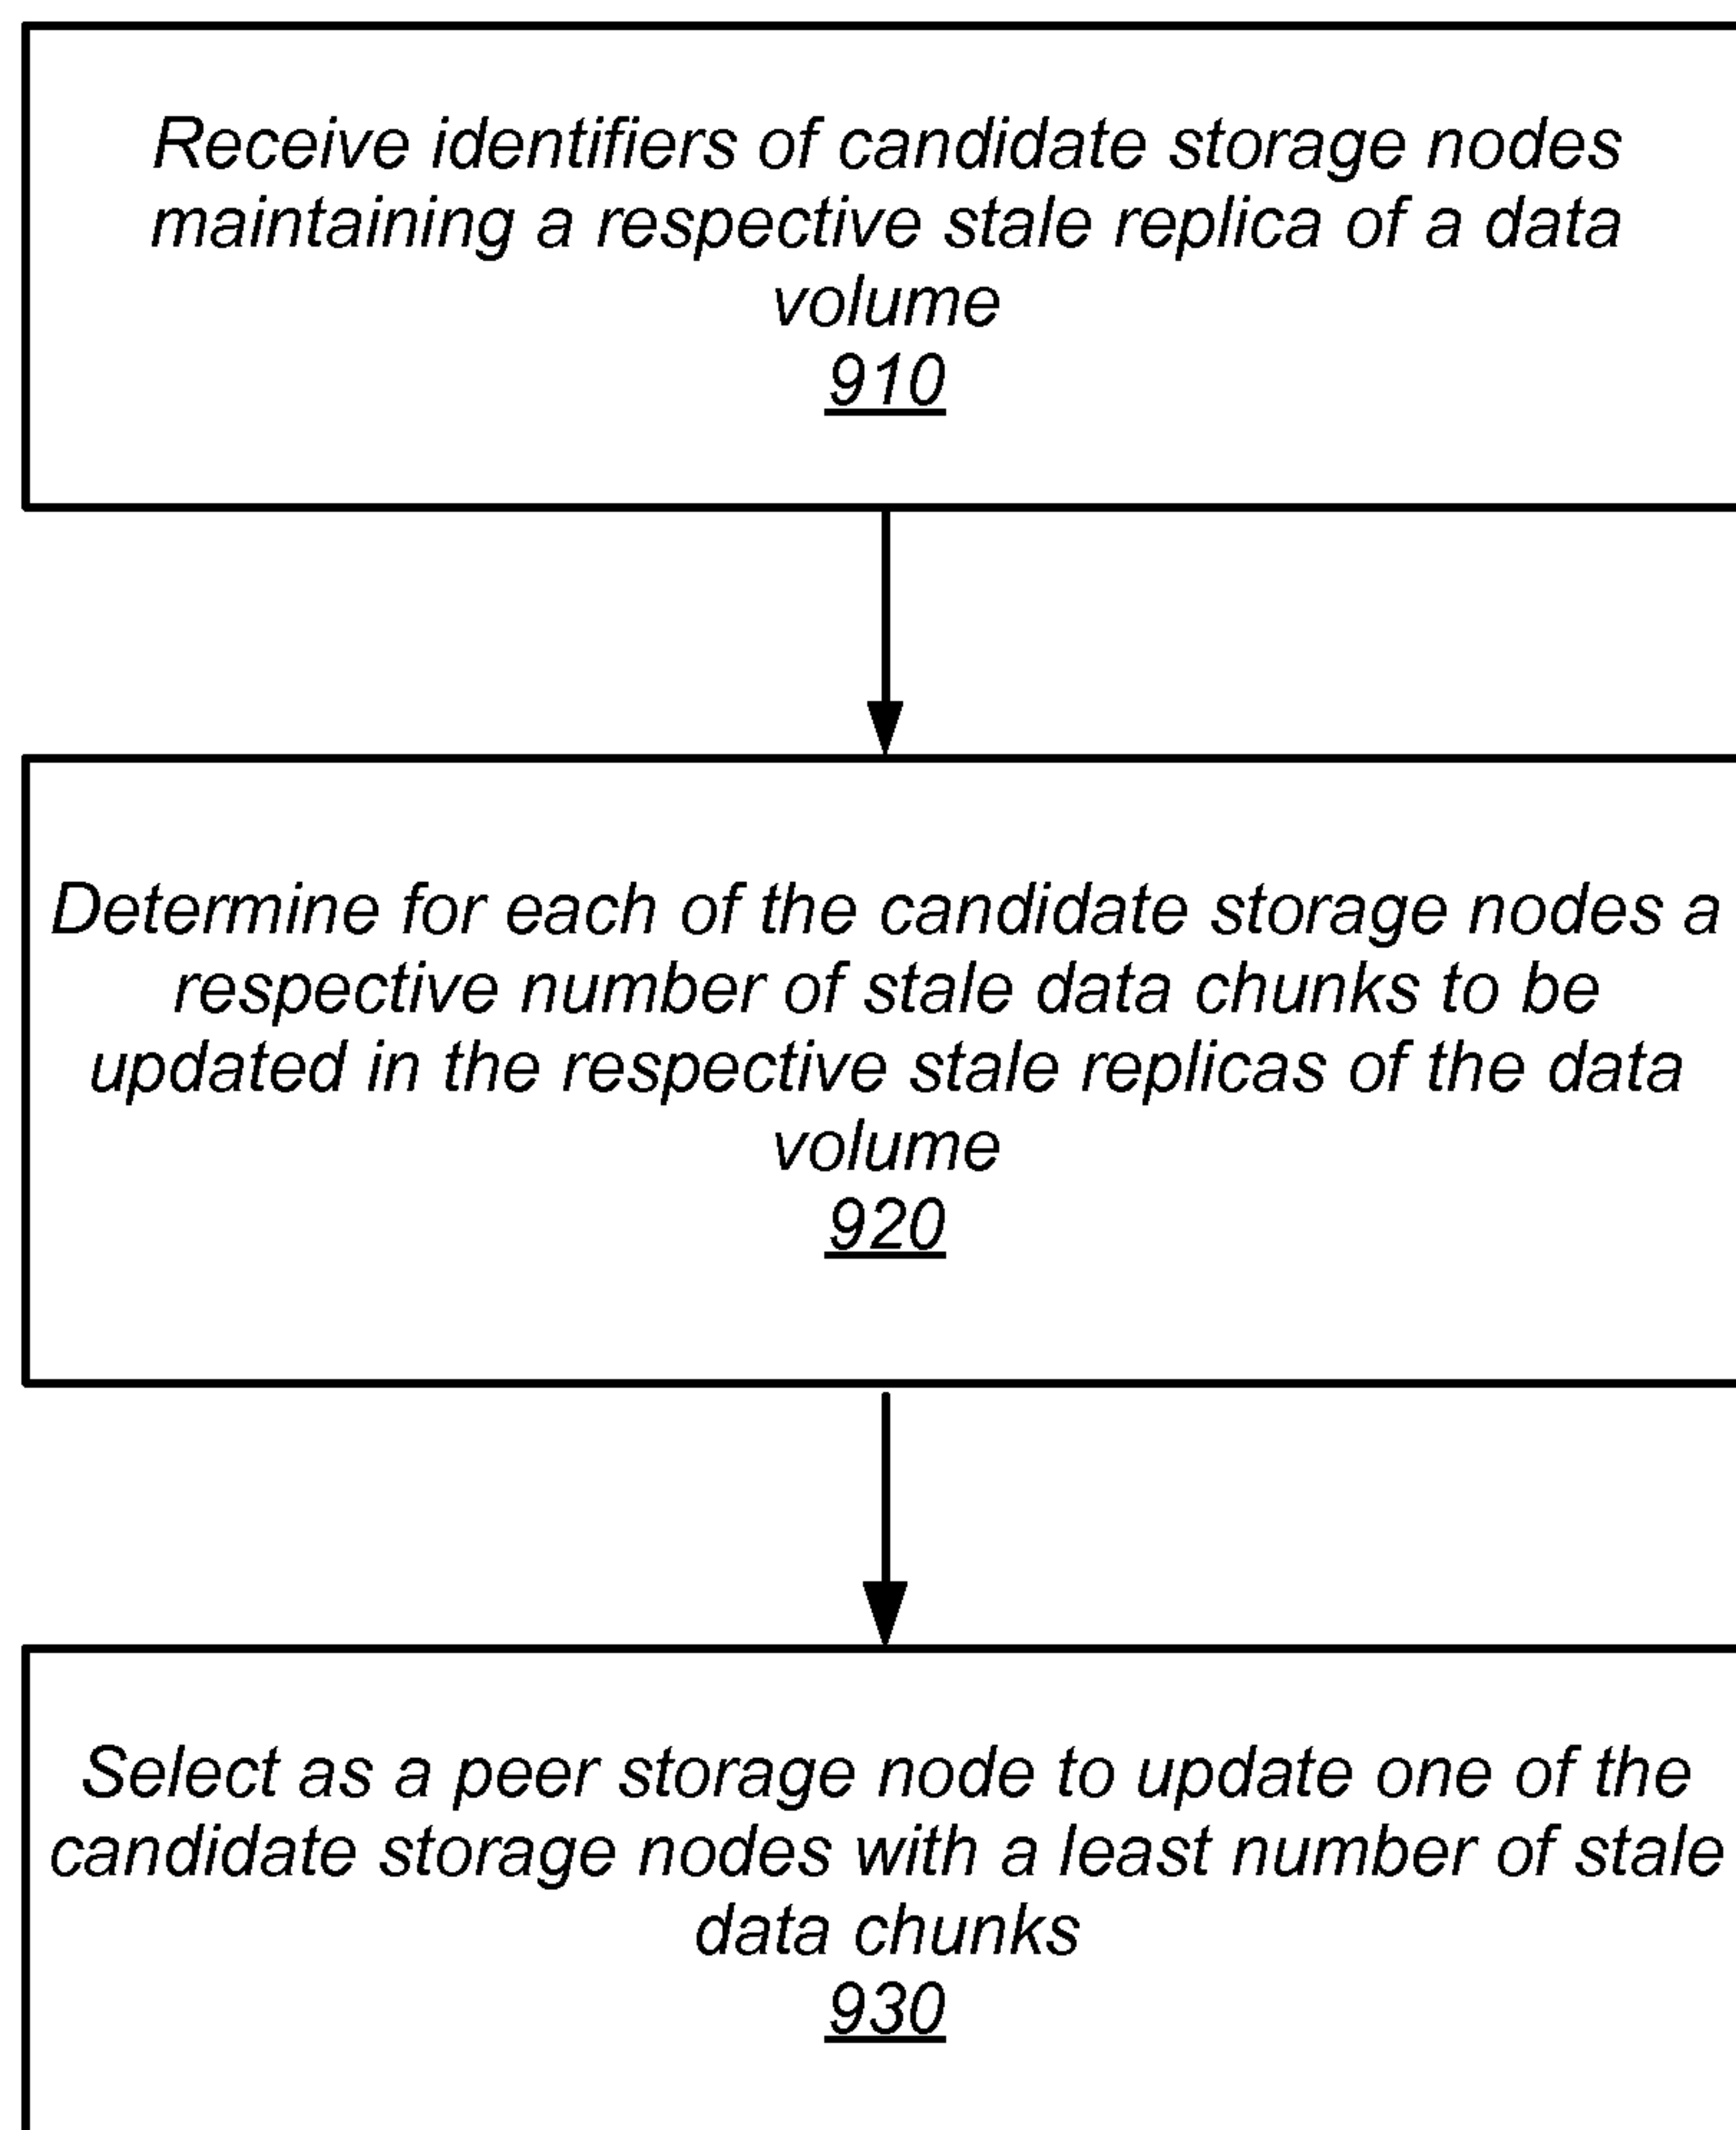 Receive identifiers of candidate storage nodes
maintaining a respective stale replica of a data
volume
910
Determine for each of the candidate storage nodes a
respective number of stale data chunks to be
updated in the respective stale replicas of the data
volume
920
Select as a peer storage node to update one of the
candidate storage nodes with a least number of stale
data chunks
930